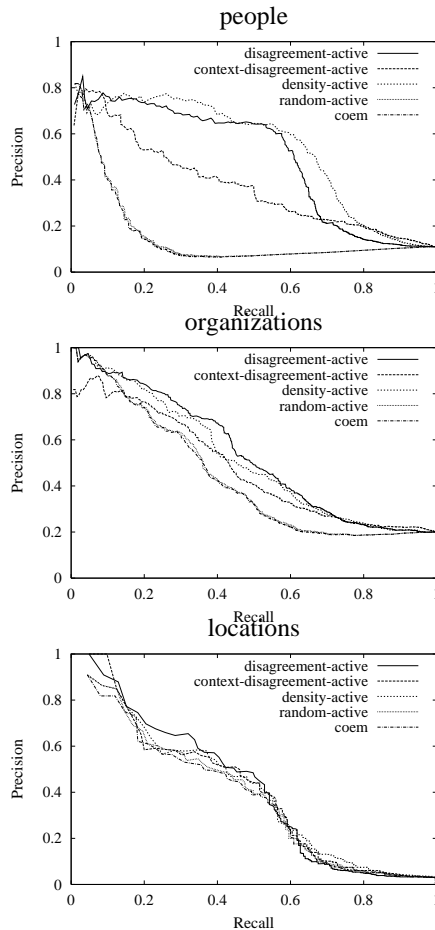 people
1
0.8
0.6
0.4
0.2
0
0
0.2
0.4
0.6
0.8
1
Precision
Recall
disagreement-active
context-disagreement-active
density-active
random-active
coem
organizations
1
0.8
0.6
0.4
0.2
0
0
0.2
0.4
0.6
0.8
1
Precision
Recall
disagreement-active
context-disagreement-active
density-active
random-active
coem
locations
1
0.8
0.6
0.4
0.2
0
0
0.2
0.4
0.6
0.8
1
Precision
Recall
disagreement-active
context-disagreement-active
density-active
random-active
coem